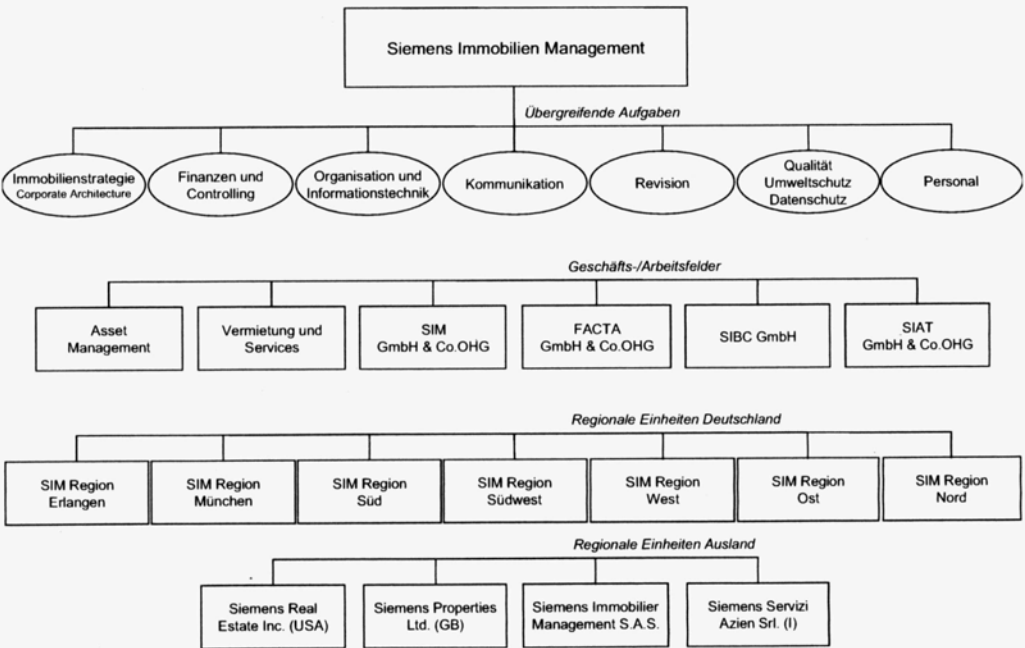 Siemens Immobilien Management
Übergreifende Aufgaben
Immobilienstrategie
Corporate Architecture
Finanzen und
Controlling
Organisation und
Informationstechnik
Kommunikation
Revision
Qualität
Umweltschutz
Datenschutz
Personal
Geschäfts-/Arbeitsfelder
Asset
Management
Vermietung und
Services
SIM
GmbH & Co.OHG
FACTA
GmbH & Co.OHG
SIBC GmbH
SIAT
GmbH & Co.OHG
Regionale Einheiten Deutschland
SIM Region
Erlangen
SIM Region
München
SIM Region
Süd
SIM Region
Südwest
SIM Region
West
SIM Region
Ost
SIM Region
Nord
Regionale Einheiten Ausland
Siemens Real
Estate Inc. (USA)
Siemens Properties
Ltd. (GB)
Siemens Immobilier
Management S.A.S.
Siemens Servizi
Azien Srl. (I)